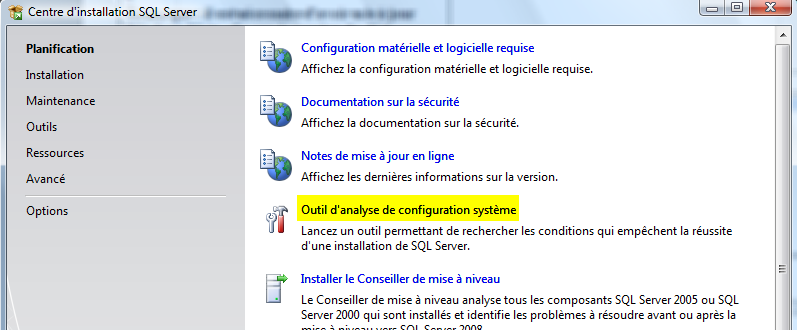 Centre d'installation SQL Server
Planification
Installation
Maintenance
Outils
Ressources
Avancé
Options
Configuration matérielle et logicielle requise
Affichez la configuration matérielle et logicielle requise.
Documentation sur la sécurité
Affichez la documentation sur la sécurité.
Notes de mise à jour en ligne
Affichez les dernières informations sur la version.
Outil d'analyse de configuration système
Lancez un outil permettant de rechercher les conditions qui empêchent la réussite
d'une installation de SQL Server.
Installer le Conseiller de mise à niveau
Le Conseiller de mise à niveau analyse tous les composants SQL Server 2005 ou SQL
Server 2000 qui sont installés et identifie les problèmes à résoudre avant ou après la
mise à niveau vers SQL Server 2008.